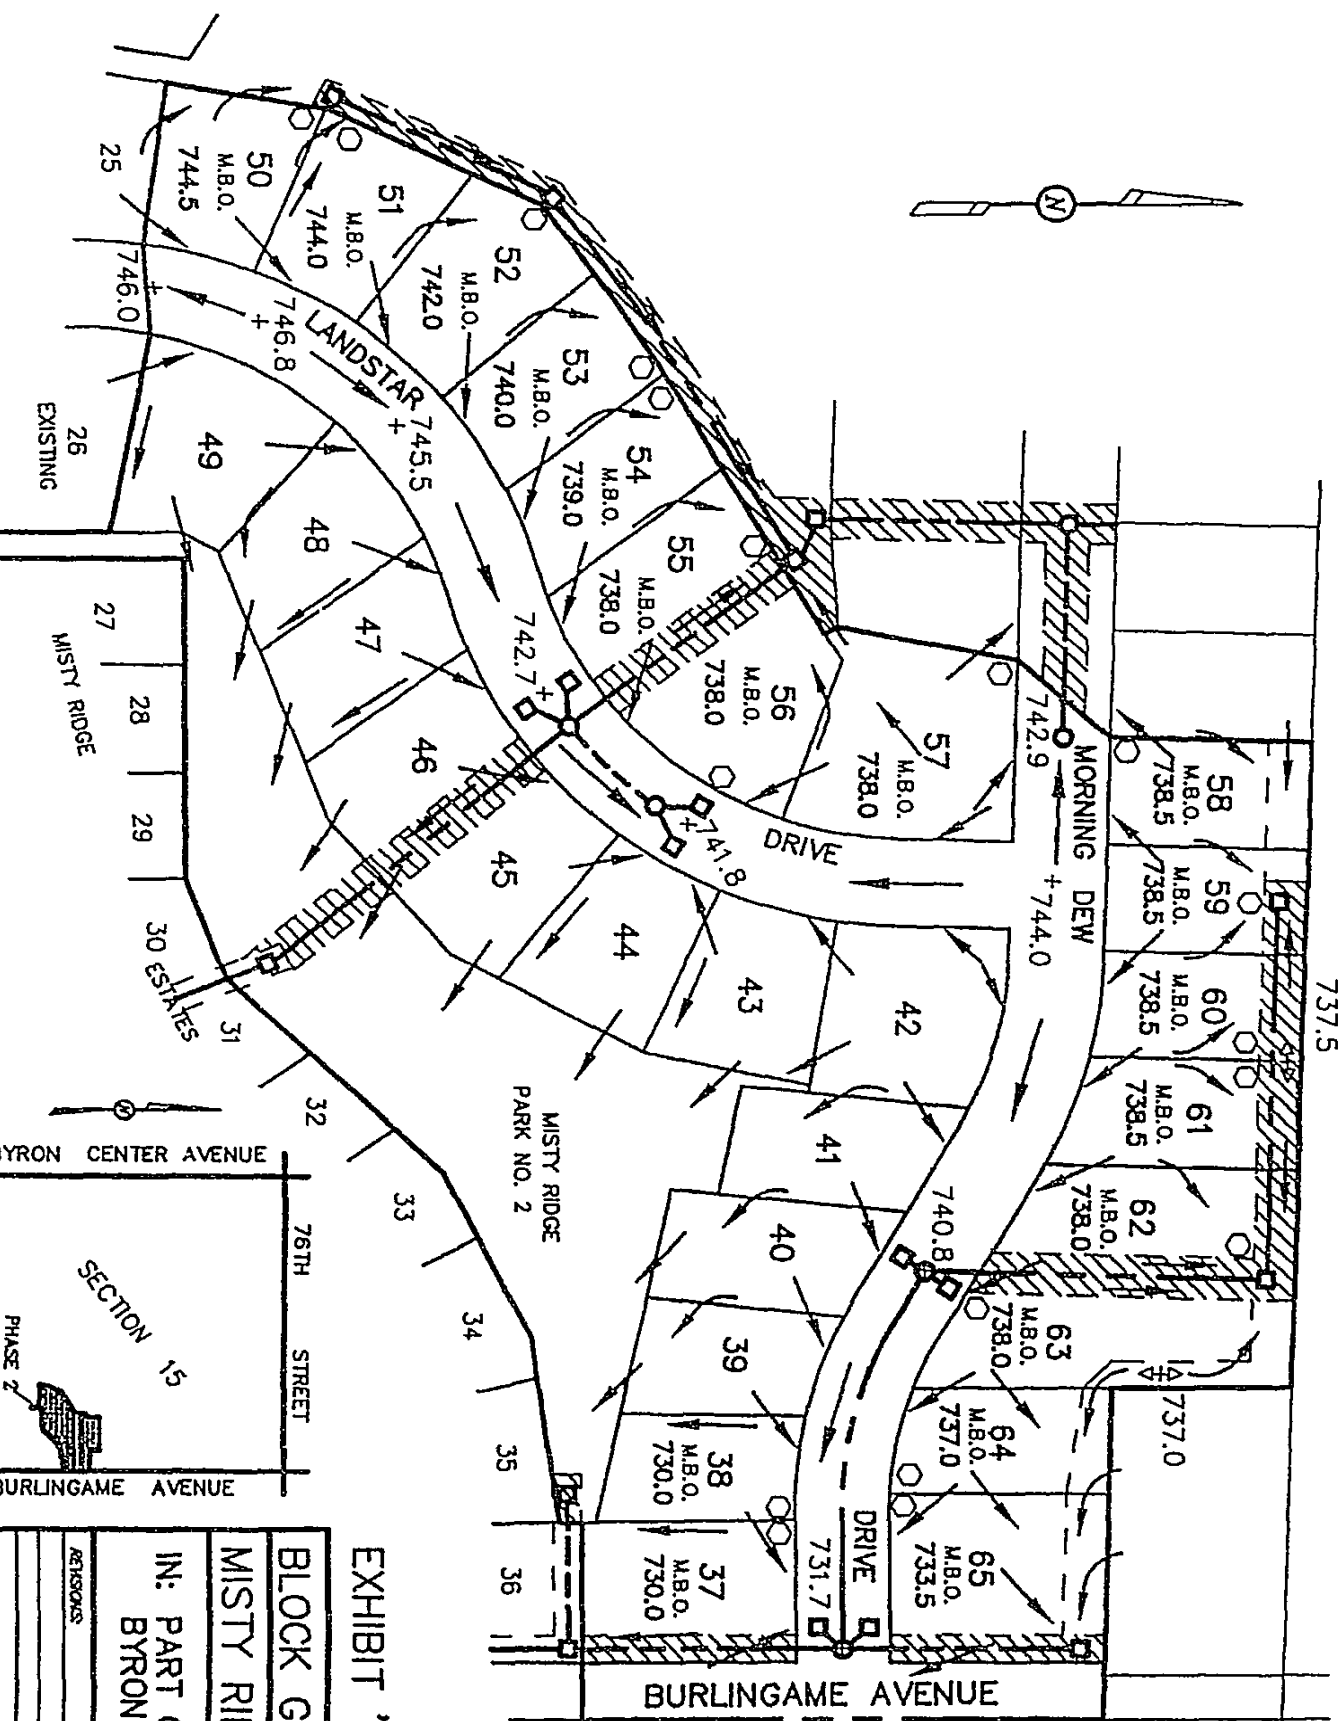 N
50
M.B.O.
744.5
51
M.B.O.
744.0
52
M.B.O.
742.0
53
M.B.O.
740.0
54
M.B.O.
739.0
55
M.B.O.
738.0
56
M.B.O.
738.0
57
M.B.O.
738.0
58
M.B.O.
738.5
59
M.B.O.
738.5
60
M.B.O.
738.5
61
M.B.O.
738.5
62
M.B.O.
738.0
63
M.B.O.
738.0
64
M.B.O.
737.0
65
M.B.O.
733.5
737.5
737.0
25
746.0
746.8
LANDSTAR
745.5
742.7
741.8
DRIVE
742.9
MORNING DEW
744.0
740.8
DRIVE
731.7
BURLINGAME AVENUE
49
48
47
46
45
44
43
42
41
40
39
38
M.B.O.
730.0
37
M.B.O.
730.0
26
EXISTING
27
28
29
30
31
32
33
34
35
36
MISTY RIDGE
ESTATES
MISTY RIDGE
PARK NO. 2
N
BYRON CENTER AVENUE
76TH STREET
SECTION 15
PHASE 2
BURLINGAME AVENUE
EXHIBIT '
BLOCK G
MISTY RI
IN: PART
BYRON
REVISIONS